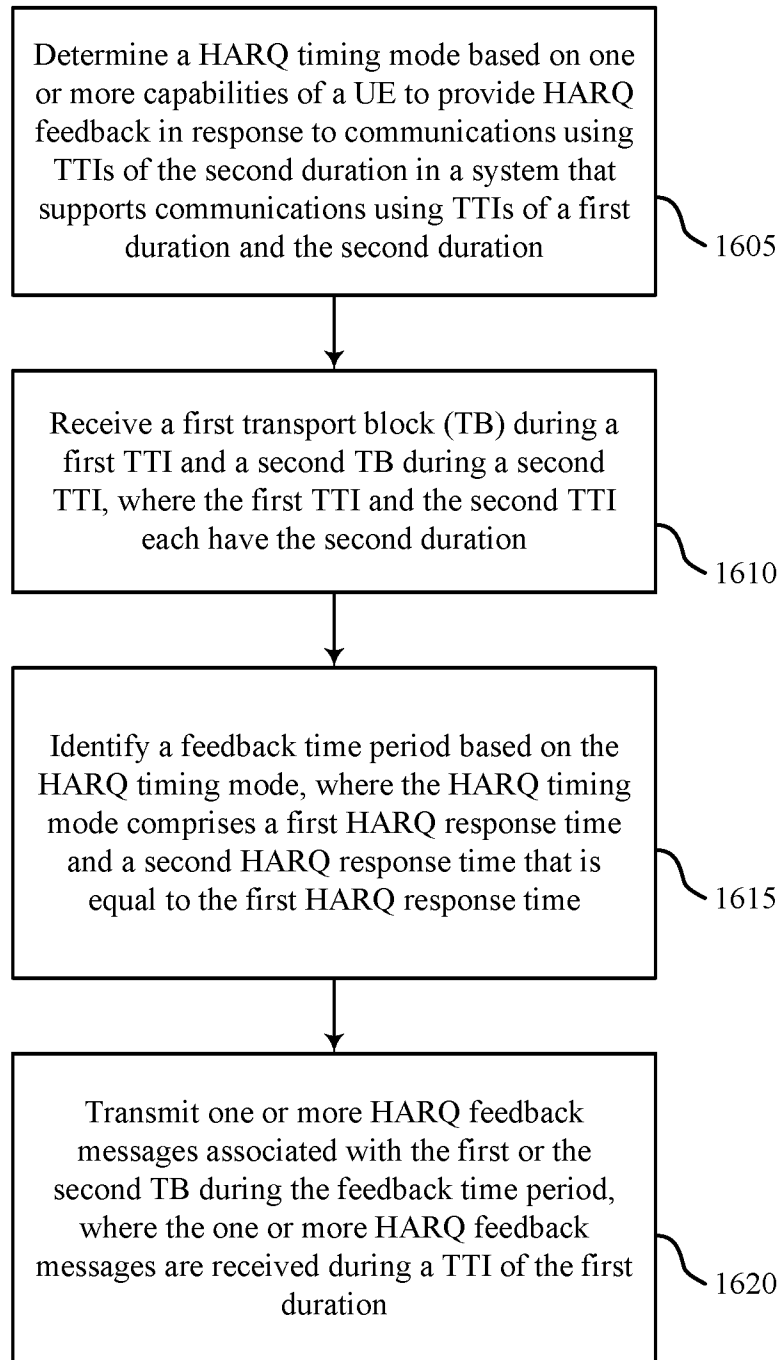 Determine a HARQ timing mode based on one
or more capabilities of a UE to provide HARQ
feedback in response to communications using
TTIs of the second duration in a system that
supports communications using TTIs of a first
duration and the second duration
1605
Receive a first transport block (TB) during a
first TTI and a second TB during a second
TTI, where the first TTI and the second TTI
each have the second duration
1610
Identify a feedback time period based on the
HARQ timing mode, where the HARQ timing
mode comprises a first HARQ response time
and a second HARQ response time that is
equal to the first HARQ response time
1615
Transmit one or more HARQ feedback
messages associated with the first or the
second TB during the feedback time period,
where the one or more HARQ feedback
messages are received during a TTI of the first
duration
1620